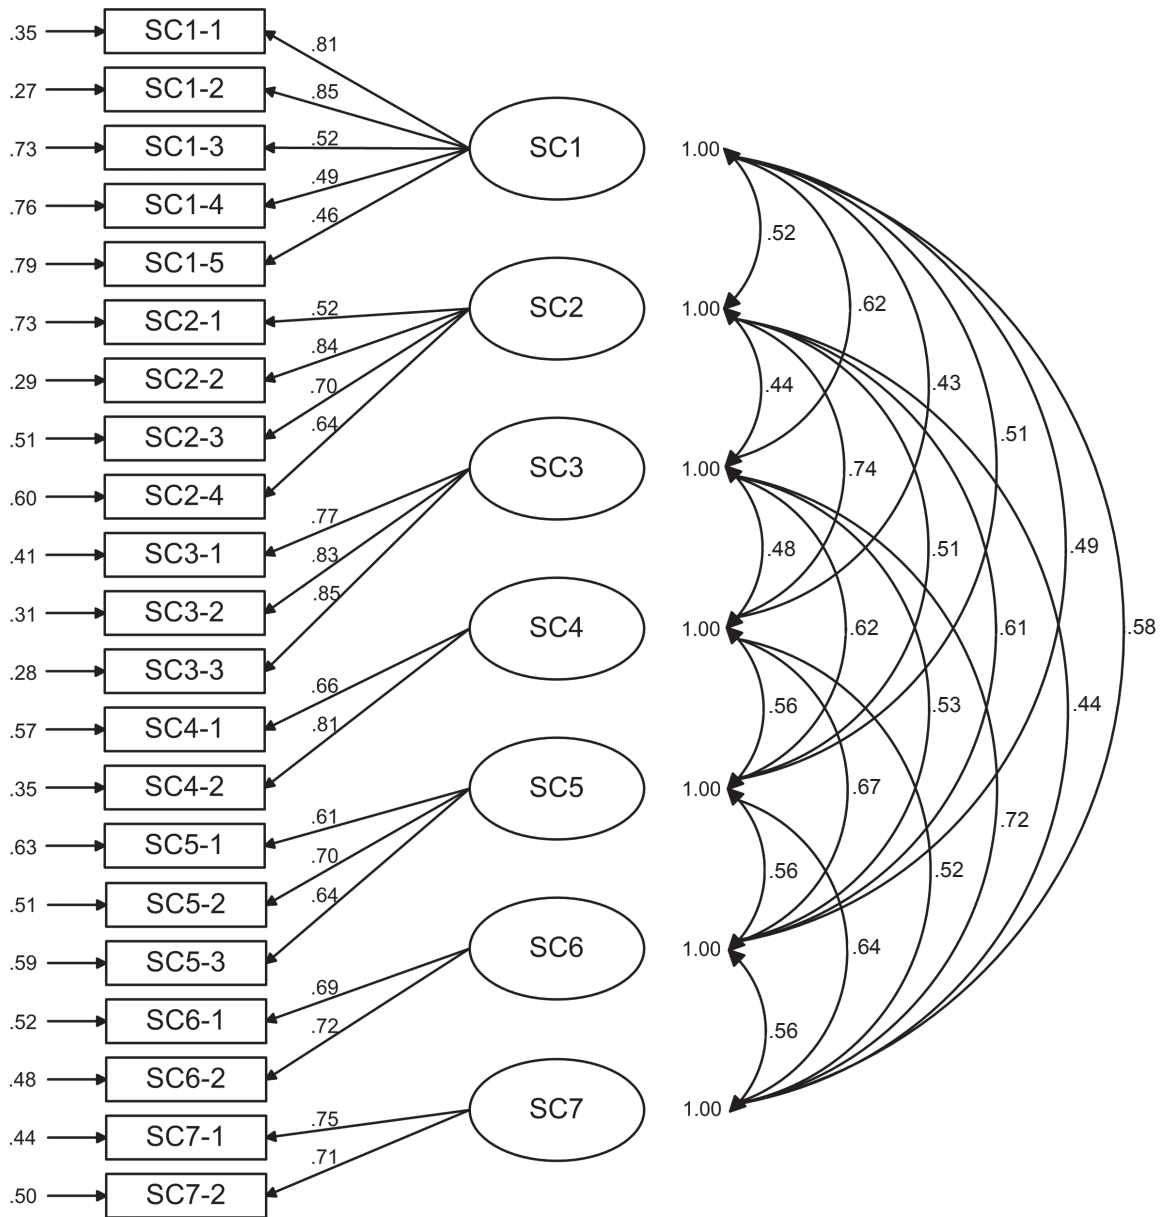 .35 SC1-1 .81
.27 SC1-2 .85
.73 SC1-3 .52 SC1 1.00
.76 SC1-4 .49
.79 SC1-5 .46 .52
.73 SC2-1 .52 SC2 1.00 .62
.29 SC2-2 .84 .44 .43
.51 SC2-3 .70 .51
.60 SC2-4 .64 SC3 1.00 .74
.41 SC3-1 .77 .48 .51 .49
.31 SC3-2 .83
.28 SC3-3 .85 SC4 1.00 .62 .61 .58
.57 SC4-1 .66 .56 .53 .44
.35 SC4-2 .81 SC5 1.00 .67
.63 SC5-1 .61 .72
.51 SC5-2 .70 .56 .52
.59 SC5-3 .64 SC6 1.00 .64
.52 SC6-1 .69 .56
.48 SC6-2 .72
.44 SC7-1 .75 SC7 1.00
.50 SC7-2 .71